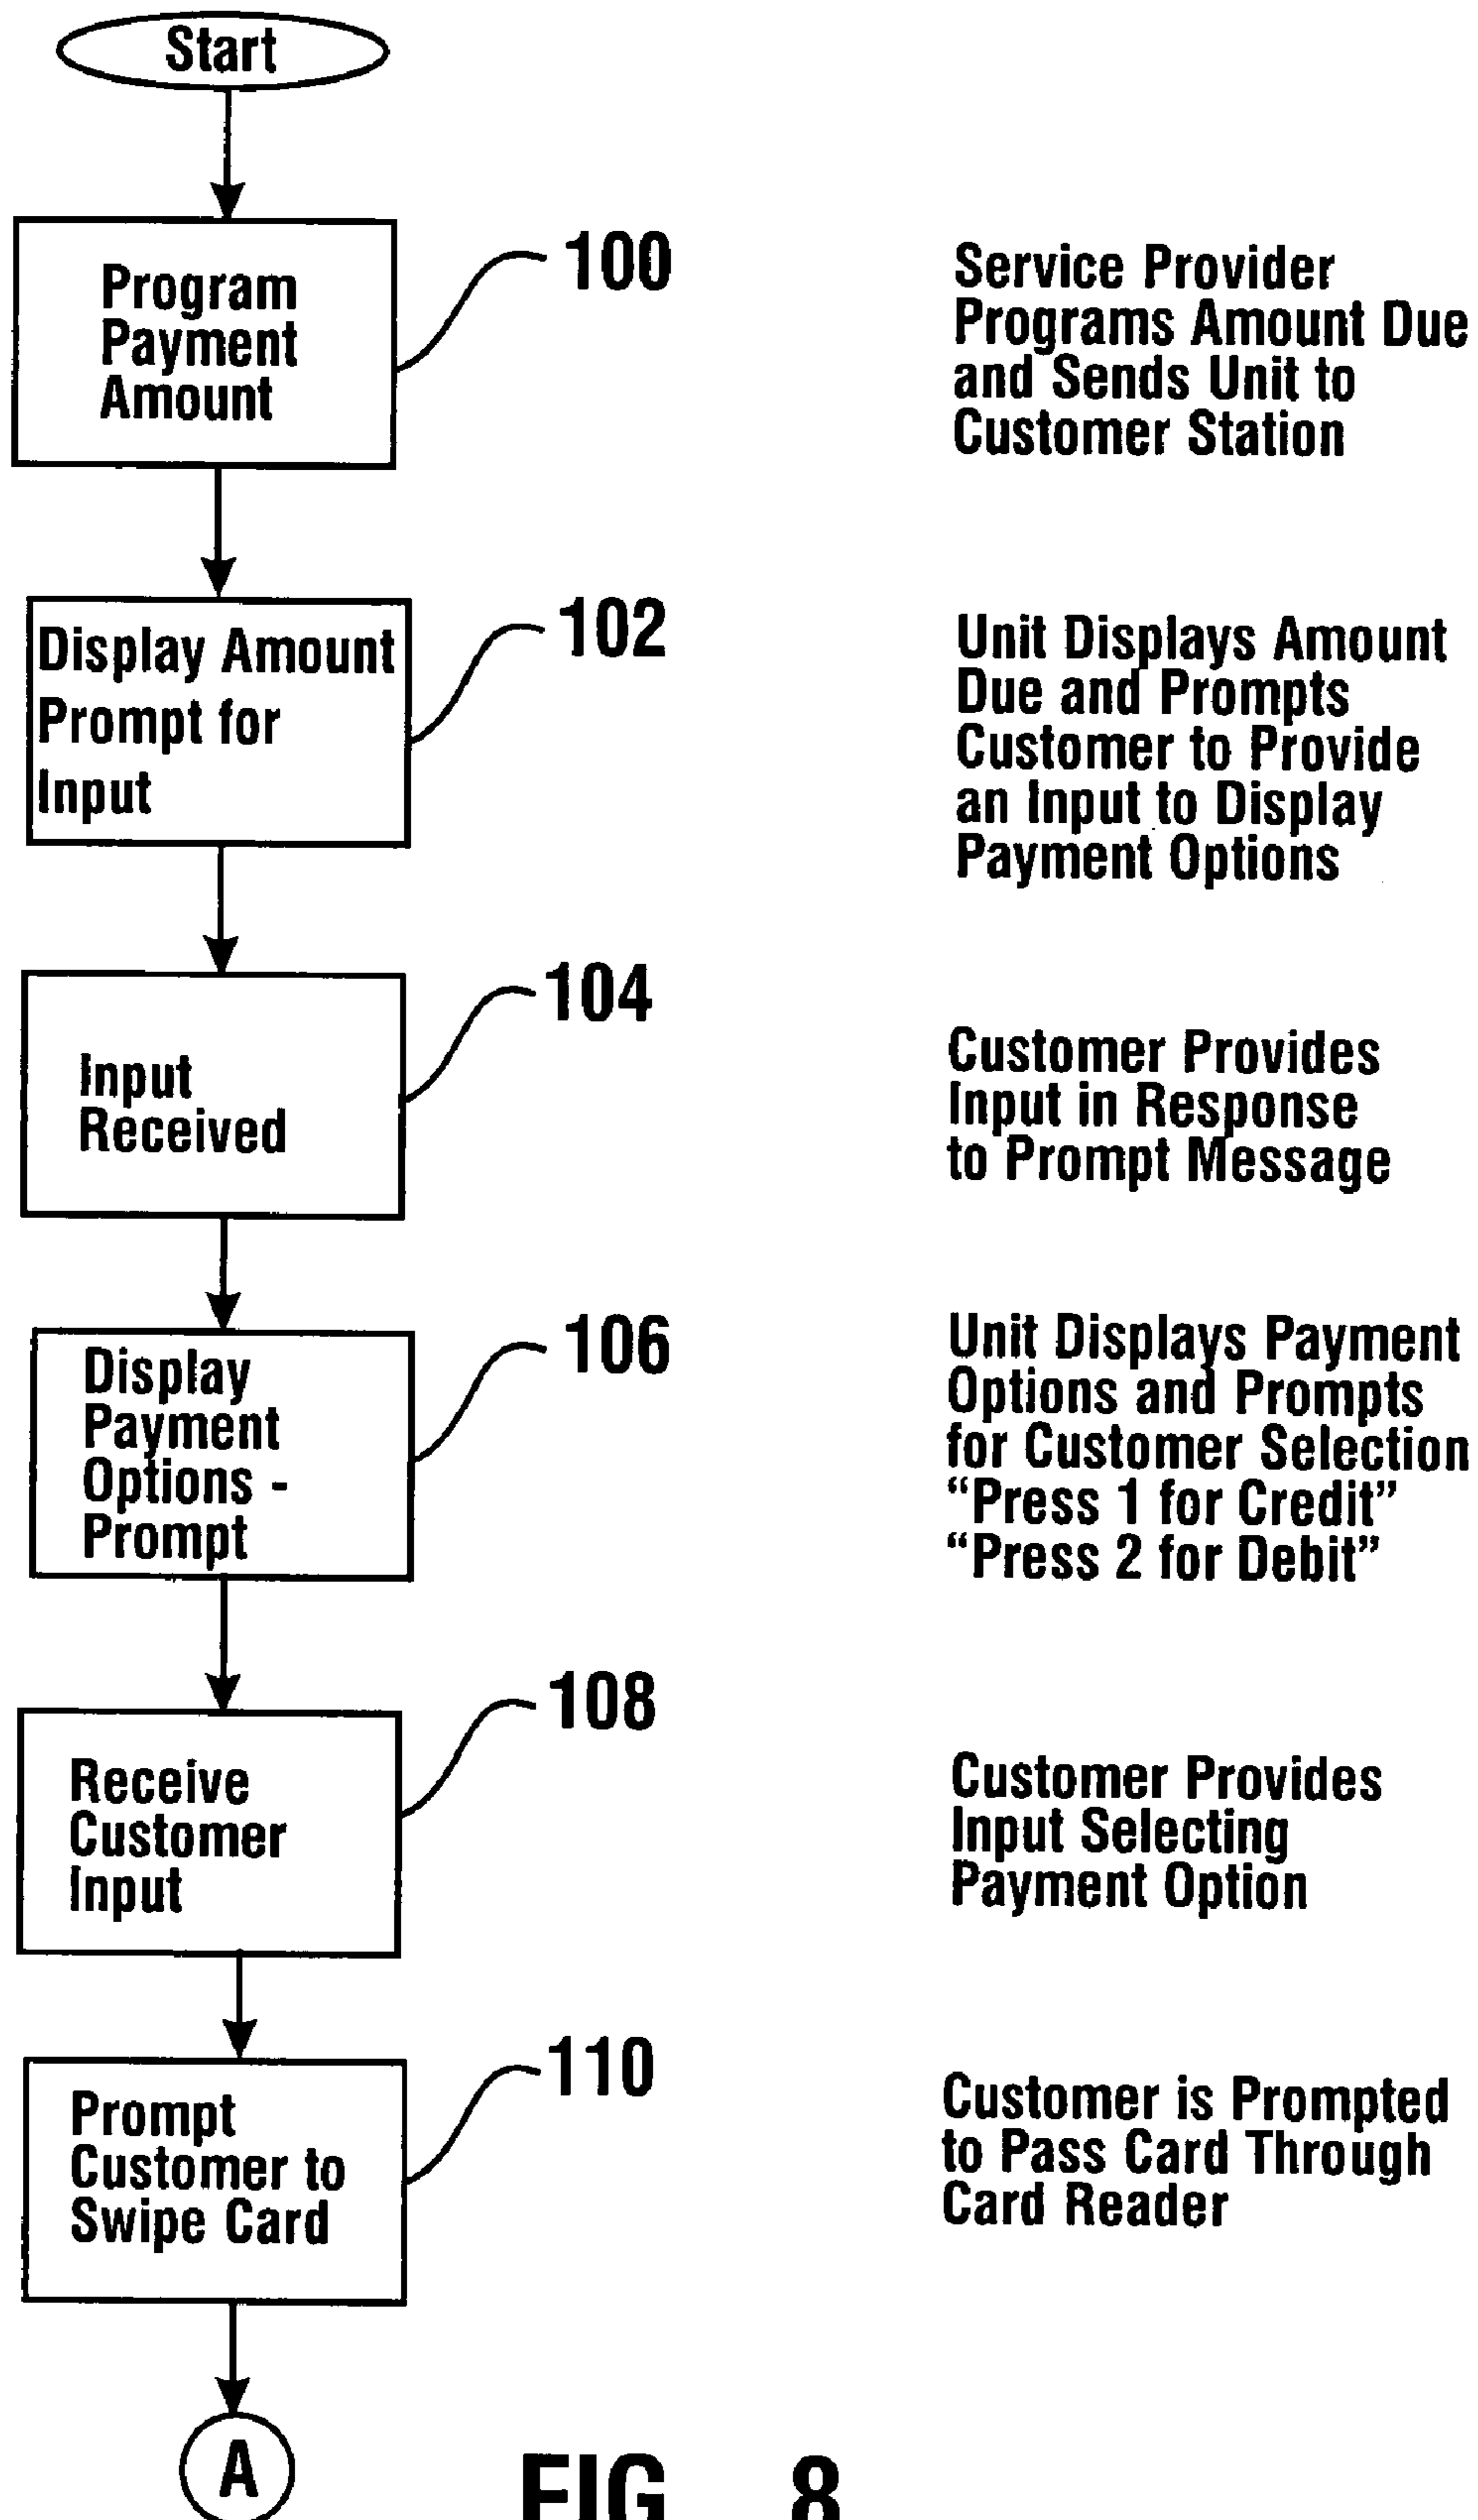 Start
Program
Payment
Amount
100
Service Provider
Programs Amount Due
and Sends Unit to
Customer Station
Display Amount
Prompt for
Input
102
Unit Displays Amount
Due and Prompts
Customer to Provide
an Input to Display
Payment Options
Input
Received
104
Customer Provides
Input in Response
to Prompt Message
Display
Payment
Options -
Prompt
106
Unit Displays Payment
Options and Prompts
for Customer Selection
“Press 1 for Credit”
“Press 2 for Debit”
Receive
Customer
Input
108
Customer Provides
Input Selecting
Payment Option
Prompt
Customer to
Swipe Card
110
Customer is Prompted
to Pass Card Through
Card Reader
A
FIG 8